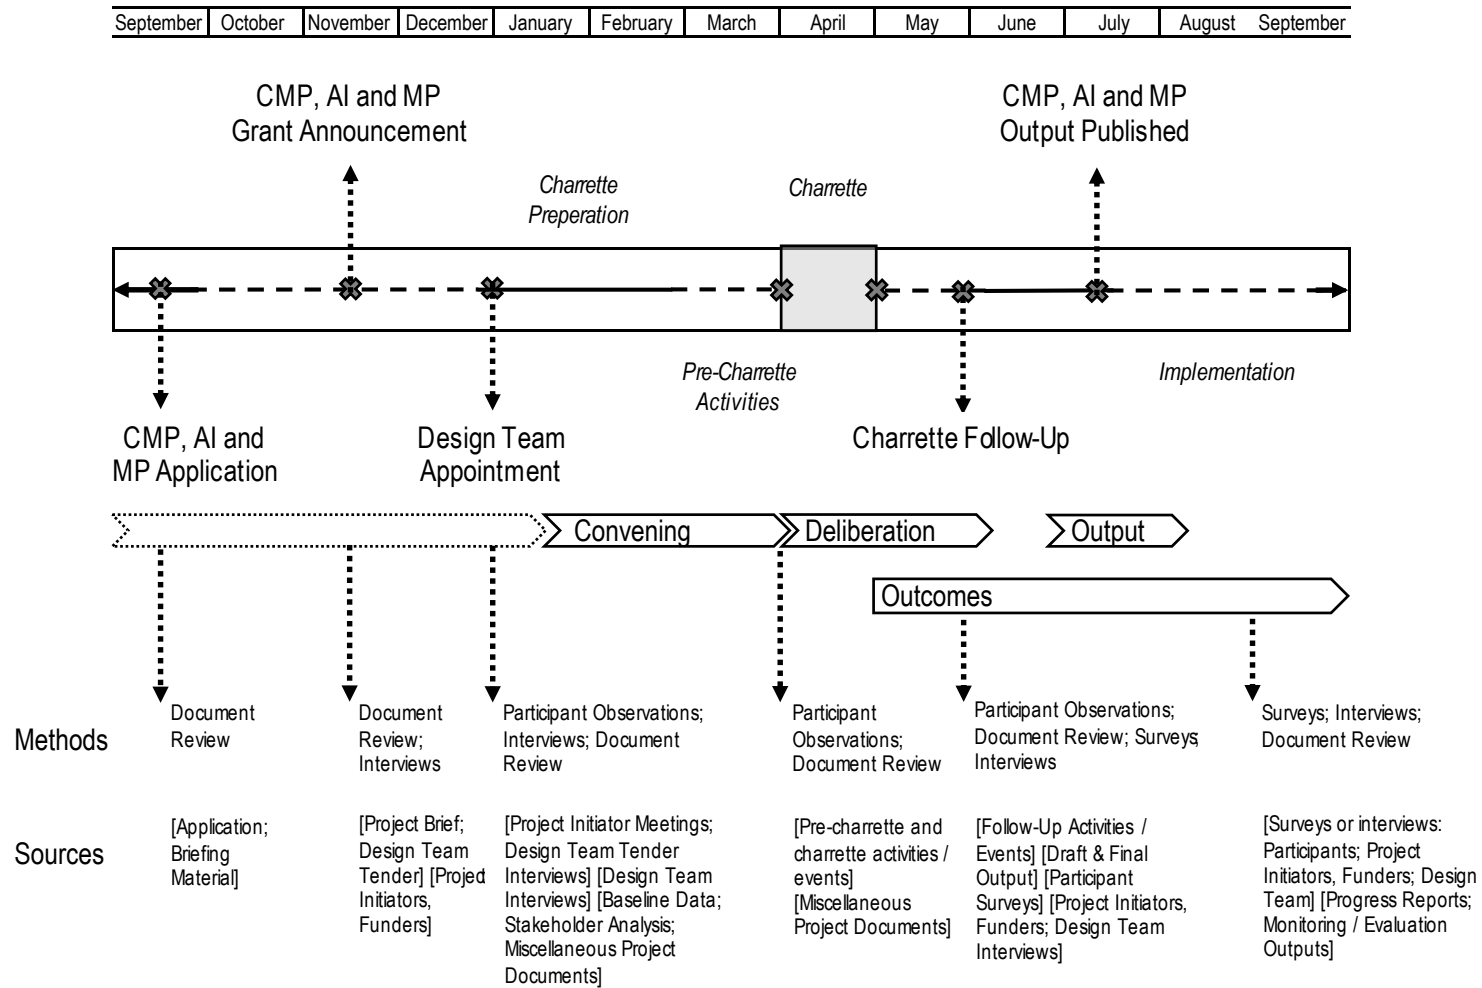 September October November December January February March April May June July August September
CMP, AI and MP
Grant Announcement
CMP, AI and MP
Output Published
Charrette
Preperation
Charrette
Pre-Charrette
Activities
Implementation
CMP, AI and
MP Application
Design Team
Appointment
Charrette Follow-Up
Convening
Deliberation
Output
Outcomes
Methods
Document
Review
Document
Review;
Interviews
Participant Observations;
Interviews; Document
Review
Participant
Observations;
Document Review
Participant Observations;
Document Review; Surveys;
Interviews
Surveys; Interviews;
Document Review
Sources
[Application;
Briefing
Material]
[Project Brief;
Design Team
Tender] [Project
Initiators,
Funders]
[Project Initiator Meetings;
Design Team Tender
Interviews] [Design Team
Interviews] [Baseline Data;
Stakeholder Analysis;
Miscellaneous Project
Documents]
[Pre-charrette and
charrette activities /
events]
[Miscellaneous
Project Documents]
[Follow-Up Activities /
Events] [Draft & Final
Output] [Participant
Surveys] [Project Initiators,
Funders; Design Team
Interviews]
[Surveys or interviews:
Participants; Project
Initiators, Funders; Design
Team] [Progress Reports;
Monitoring / Evaluation
Outputs]